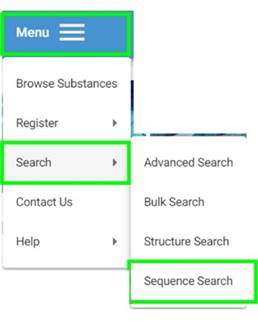 Menu
Browse Substances
Register
Search
Advanced Search
Contact Us
Bulk Search
Help
Structure Search
Sequence Search